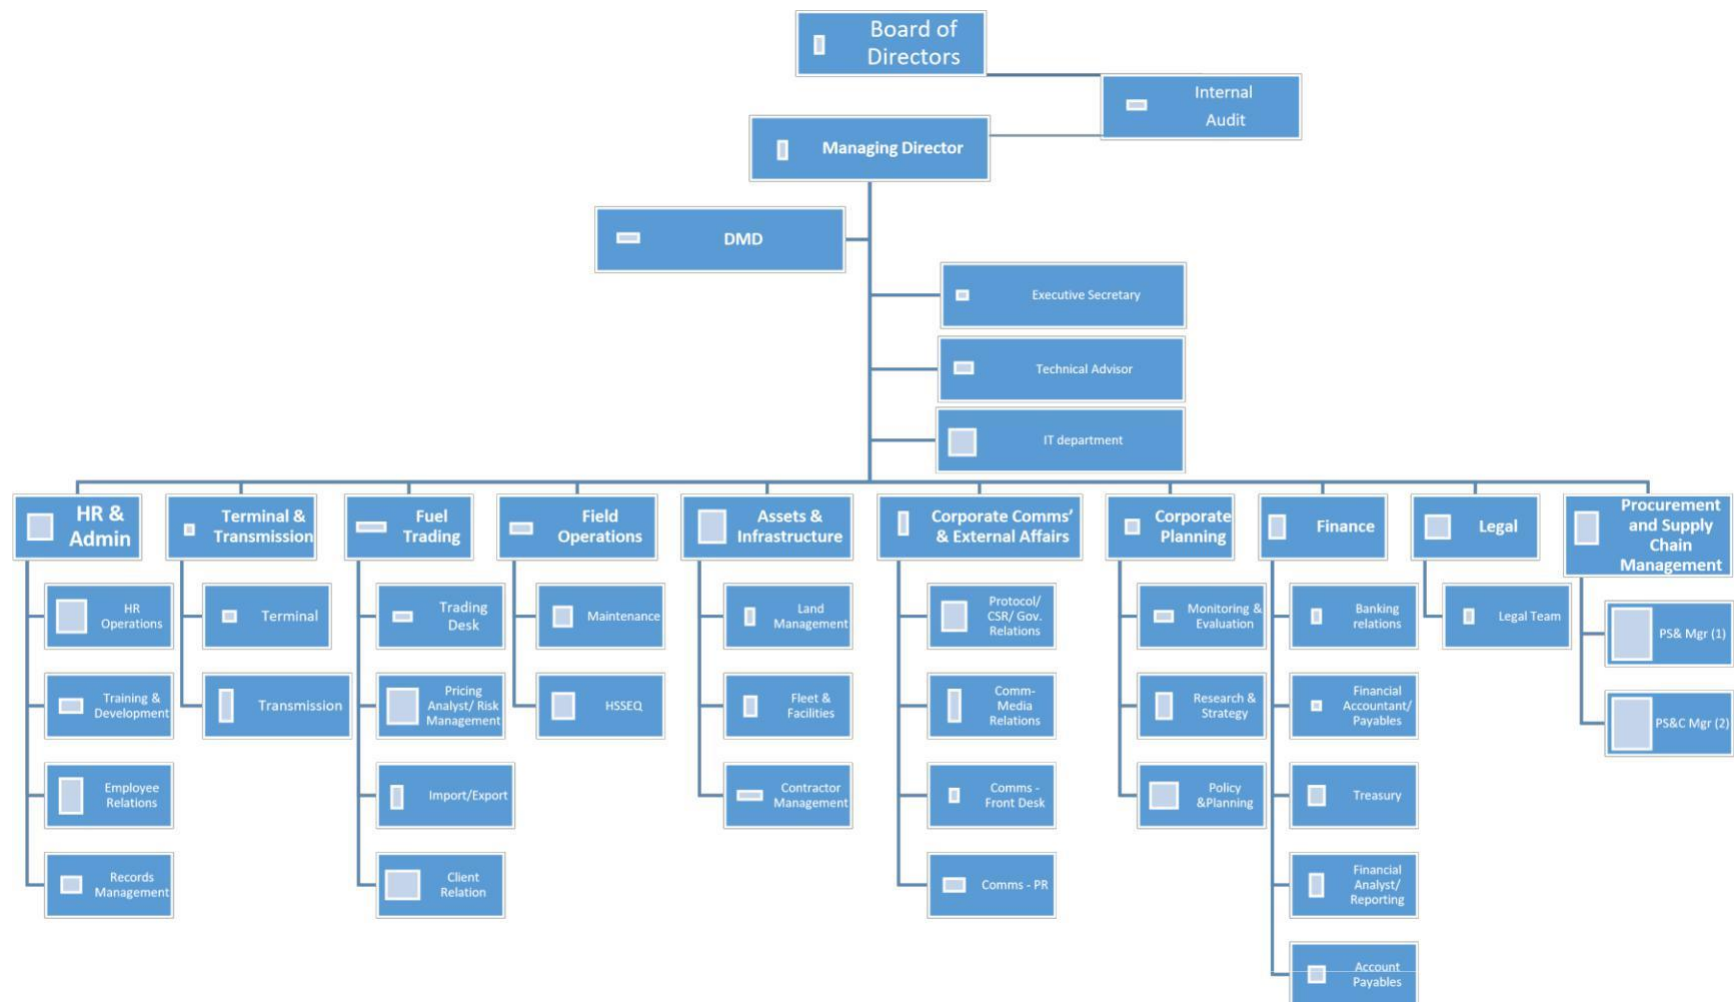 Board of
Directors
Internal
Audit
Managing Director
DMD
Executive Secretary
Technical Advisor
IT department
HR &
Admin
Terminal &
Transmission
Fuel
Trading
Field
Operations
Assets &
Infrastructure
Corporate Comms'
& External Affairs
Corporate
Planning
Finance
Legal
Procurement
and Supply
Chain
Management
HR
Operations
Training &
Development
Employee
Relations
Records
Management
Terminal
Transmission
Trading
Desk
Pricing
Analyst/ Risk
Management
Import/Export
Client
Relation
Maintenance
HSSEQ
Land
Management
Fleet &
Facilities
Contractor
Management
Protocol/
CSR/ Gov.
Relations
Comm-
Media
Relations
Comms -
Front Desk
Comms - PR
Monitoring &
Evaluation
Research &
Strategy
Policy
&Planning
Banking
relations
Financial
Accountant/
Payables
Treasury
Financial
Analyst/
Reporting
Account
Payables
Legal Team
PS& Mgr (1)
PS&C Mgr (2)